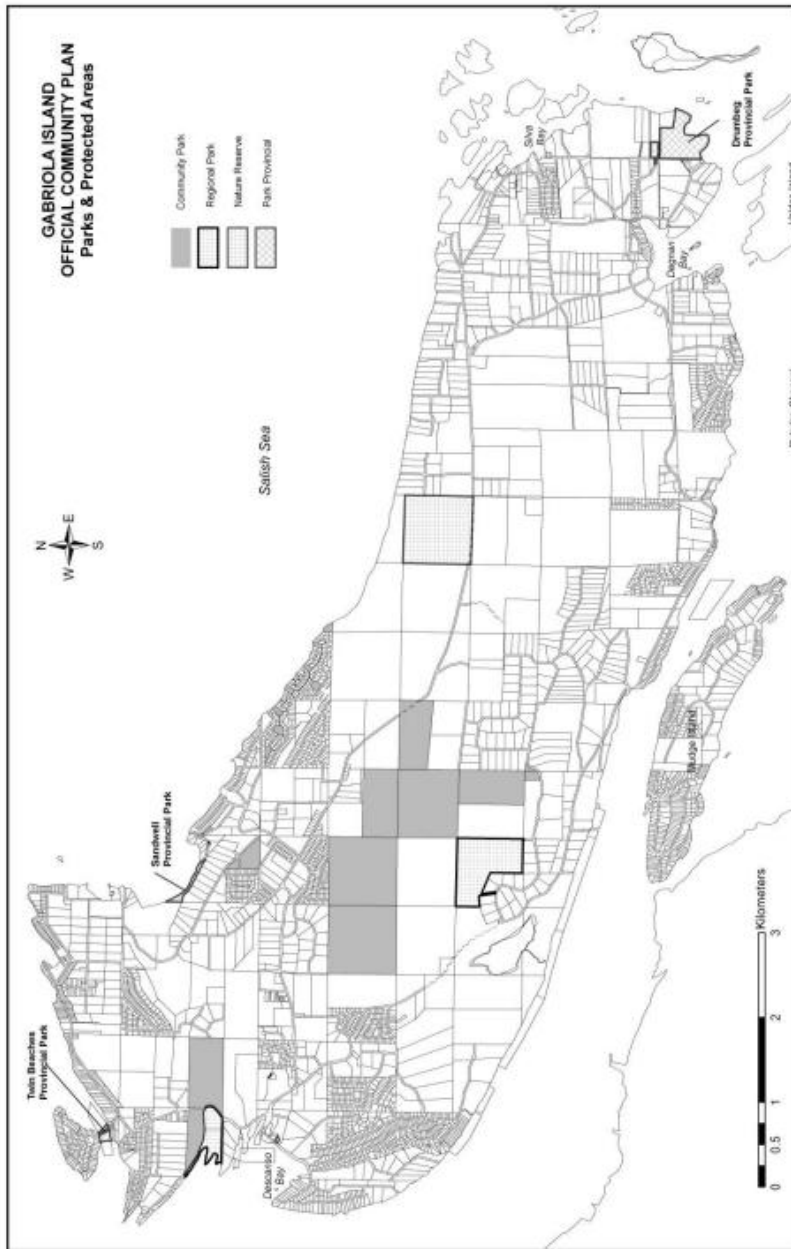 GABRIOLA ISLAND
OFFICIAL COMMUNITY PLAN
Parks & Protected Areas
Community Park
Regional Park
Nature Reserve
Park Provincial
N
W
E
S
Salish Sea
Twin Beaches
Provincial Park
Sandwell
Provincial Park
Descanso
Bay
Silva
Bay
Degnan
Bay
Drumbeg
Provincial Park
Mudge Island
0
0.5
1
2
3
Kilometers